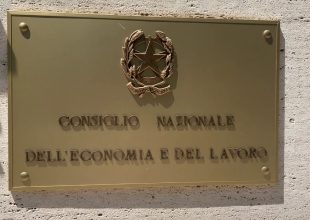 CONSIGLIO NAZIONALE
DELL'ECONOMIA E DEL LAVORO